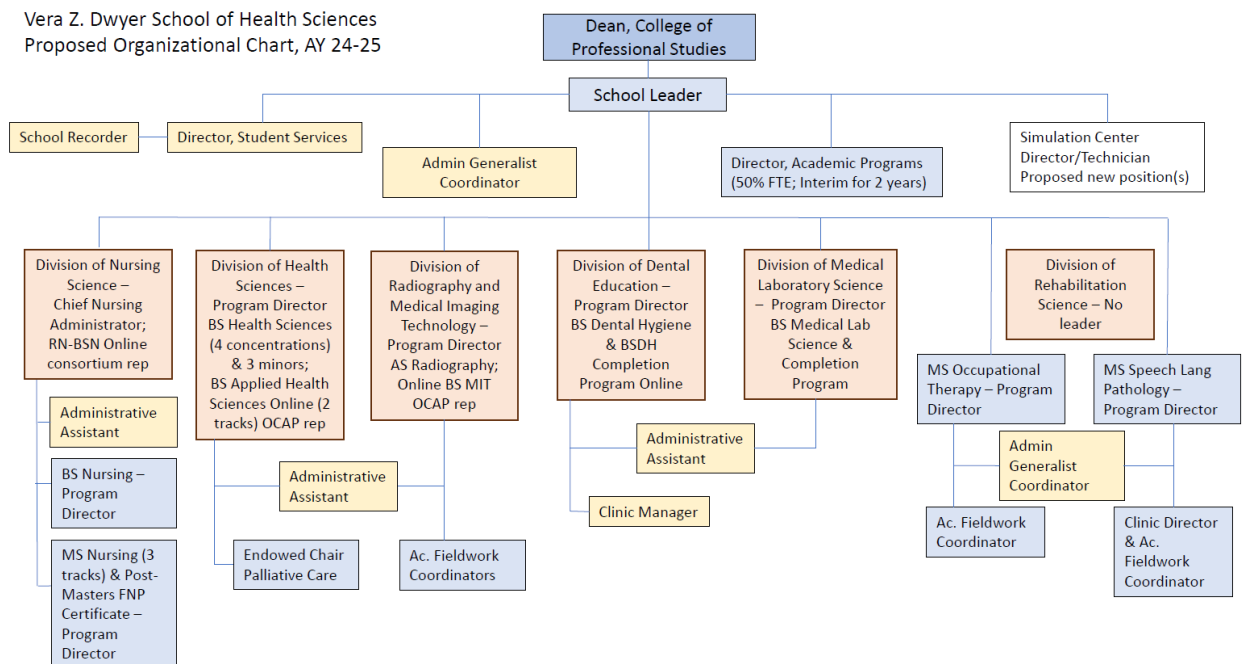 Vera Z. Dwyer School of Health Sciences
Proposed Organizational Chart, AY 24-25
Dean, College of
Professional Studies
School Leader
School Recorder
Director, Student Services
Admin Generalist
Coordinator
Director, Academic Programs
(50% FTE; Interim for 2 years)
Simulation Center
Director/Technician
Proposed new position(s)
Division of Nursing
Science –
Chief Nursing
Administrator;
RN-BSN Online
consortium rep
Division of Health
Sciences –
Program Director
BS Health Sciences
(4 concentrations)
& 3 minors;
BS Applied Health
Sciences Online (2
tracks) OCAP rep
Division of
Radiography and
Medical Imaging
Technology –
Program Director
AS Radiography;
Online BS MIT
OCAP rep
Division of Dental
Education –
Program Director
BS Dental Hygiene
& BSDH
Completion
Program Online
Division of Medical
Laboratory Science
– Program Director
BS Medical Lab
Science &
Completion
Program
Division of
Rehabilitation
Science – No
leader
MS Occupational
Therapy – Program
Director
MS Speech Lang
Pathology –
Program Director
Administrative
Assistant
BS Nursing –
Program
Director
MS Nursing (3
tracks) & Post-
Masters FNP
Certificate –
Program
Director
Administrative
Assistant
Endowed Chair
Palliative Care
Ac. Fieldwork
Coordinators
Administrative
Assistant
Clinic Manager
Admin
Generalist
Coordinator
Ac. Fieldwork
Coordinator
Clinic Director
& Ac.
Fieldwork
Coordinator